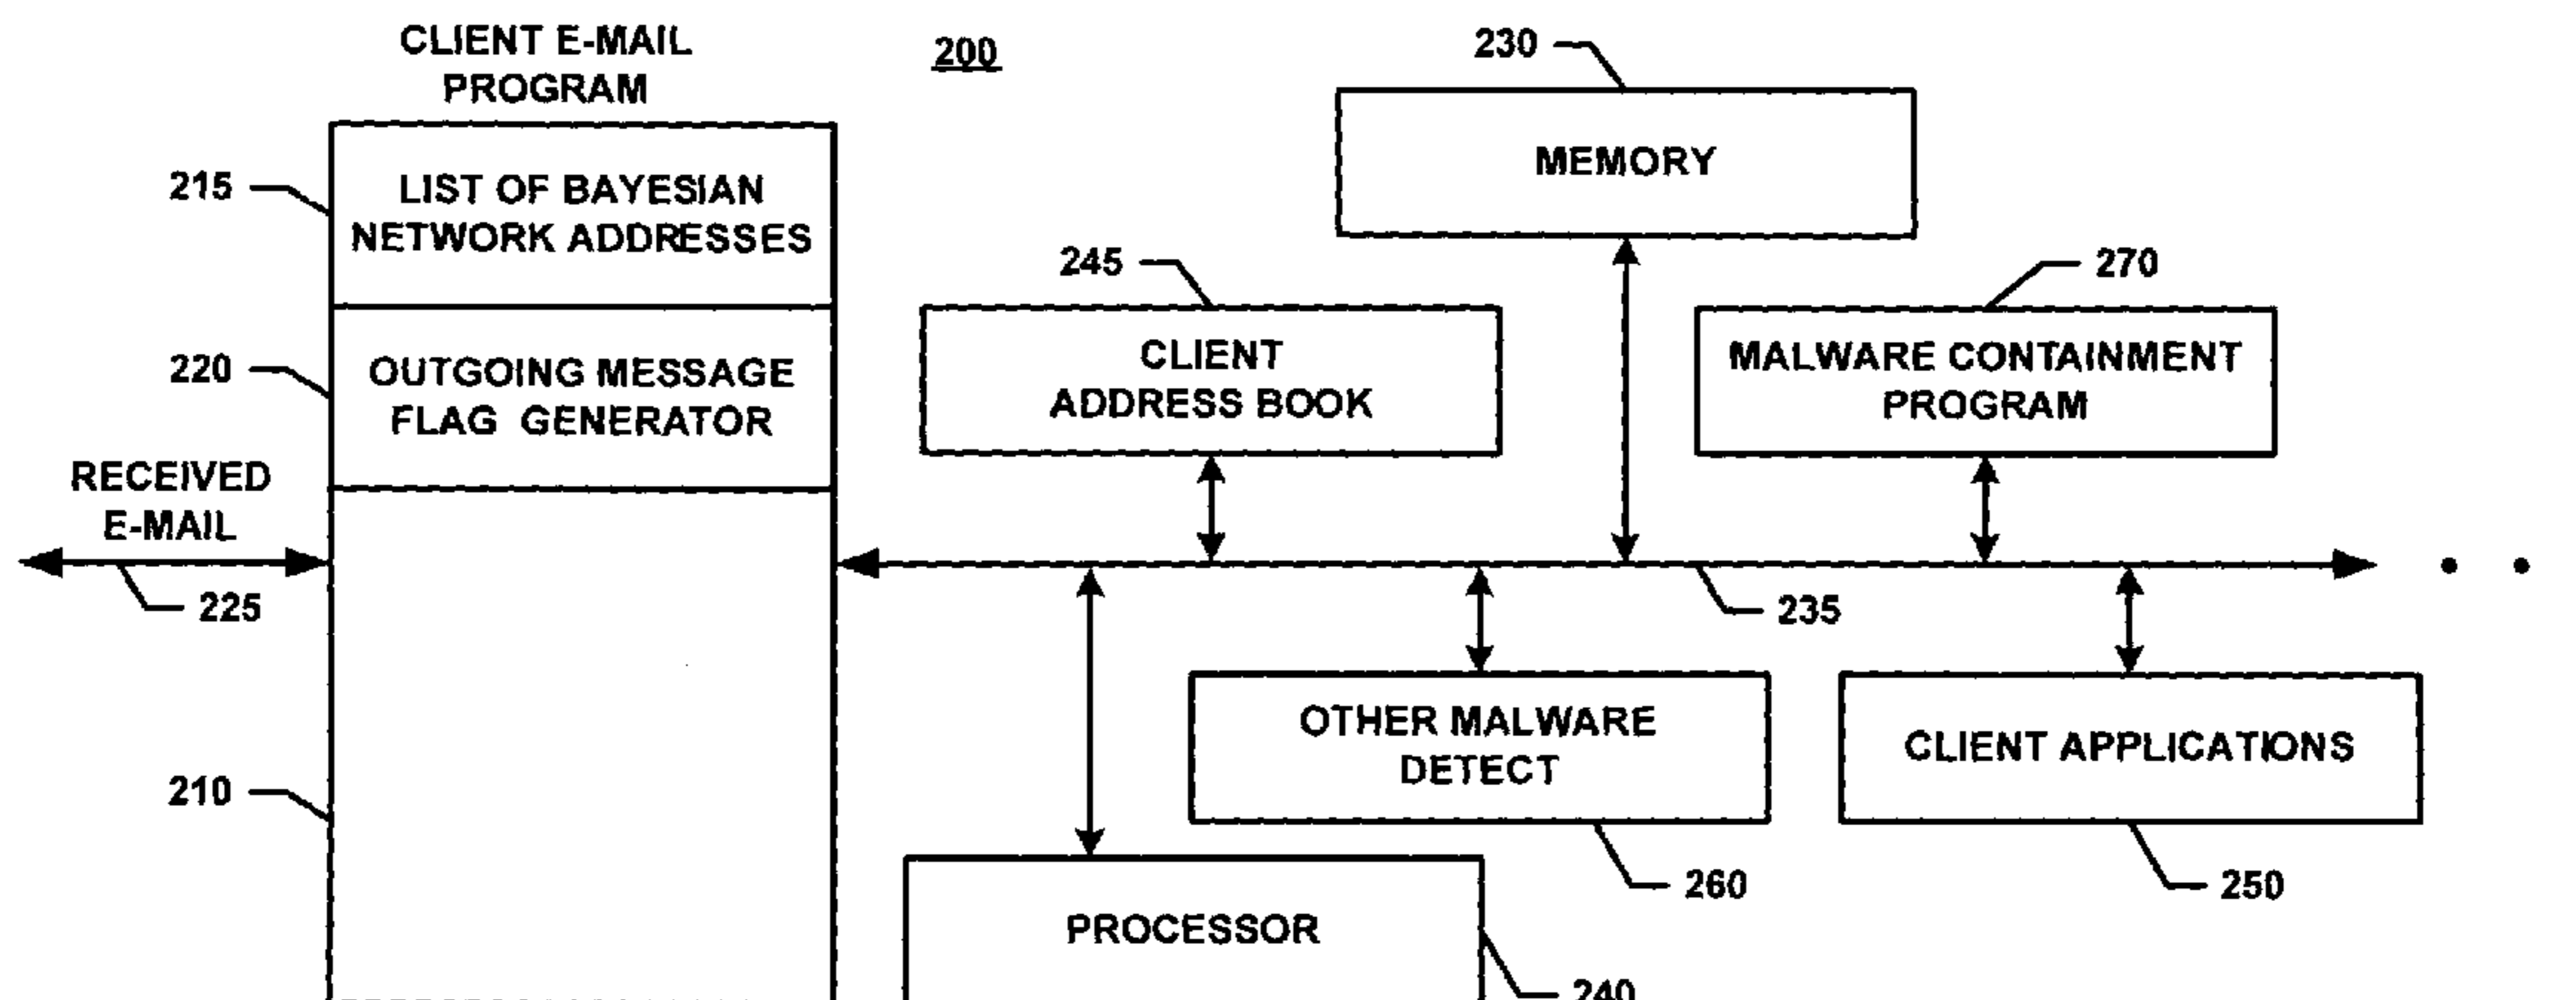 CLIENT E-MAIL
PROGRAM
200
230
MEMORY
215
LIST OF BAYESIAN
NETWORK ADDRESSES
245
270
CLIENT
ADDRESS BOOK
MALWARE CONTAINMENT
PROGRAM
220
OUTGOING MESSAGE
FLAG GENERATOR
RECEIVED
E-MAIL
225
235
OTHER MALWARE
DETECT
CLIENT APPLICATIONS
210
260
250
PROCESSOR
240